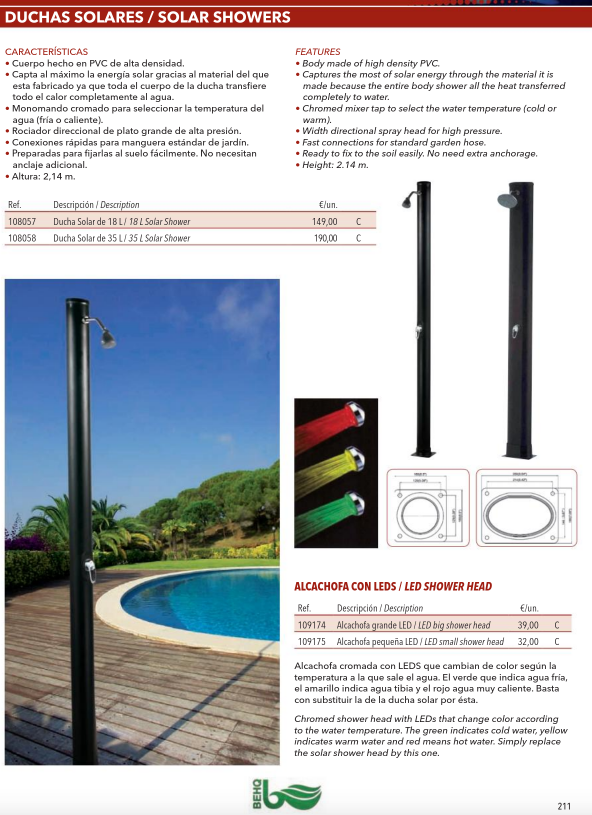 DUCHAS SOLARES / SOLAR SHOWERS
CARACTERÍSTICAS
• Cuerpo hecho en PVC de alta densidad.
• Capta al máximo la energía solar gracias al material del que
esta fabricado ya que toda el cuerpo de la ducha transfiere
todo el calor completamente al agua.
• Monomando cromado para seleccionar la temperatura del
agua (fría o caliente).
• Rociador direccional de plato grande de alta presión.
• Conexiones rápidas para manguera estándar de jardín.
• Preparadas para fijarlas al suelo fácilmente. No necesitan
anclaje adicional.
• Altura: 2,14 m.
FEATURES
• Body made of high density PVC.
• Captures the most of solar energy through the material it is
made because the entire body shower all the heat transferred
completely to water.
• Chromed mixer tap to select the water temperature (cold or
warm).
• Width directional spray head for high pressure.
• Fast connections for standard garden hose.
• Ready to fix to the soil easily. No need extra anchorage.
• Height: 2.14 m.
Ref. Descripción / Description €/un.
108057 Ducha Solar de 18 L / 18 L Solar Shower 149,00 C
108058 Ducha Solar de 35 L / 35 L Solar Shower 190,00 C
ALCACHOFA CON LEDS / LED SHOWER HEAD
Ref. Descripción / Description €/un.
109174 Alcachofa grande LED / LED big shower head 39,00 C
109175 Alcachofa pequeña LED / LED small shower head 32,00 C
Alcachofa cromada con LEDS que cambian de color según la
temperatura a la que sale el agua. El verde que indica agua fría,
el amarillo indica agua tibia y el rojo agua muy caliente. Basta
con substituir la de la ducha solar por ésta.
Chromed shower head with LEDs that change color according
to the water temperature. The green indicates cold water, yellow
indicates warm water and red means hot water. Simply replace
the solar shower head by this one.
BEHQ
211